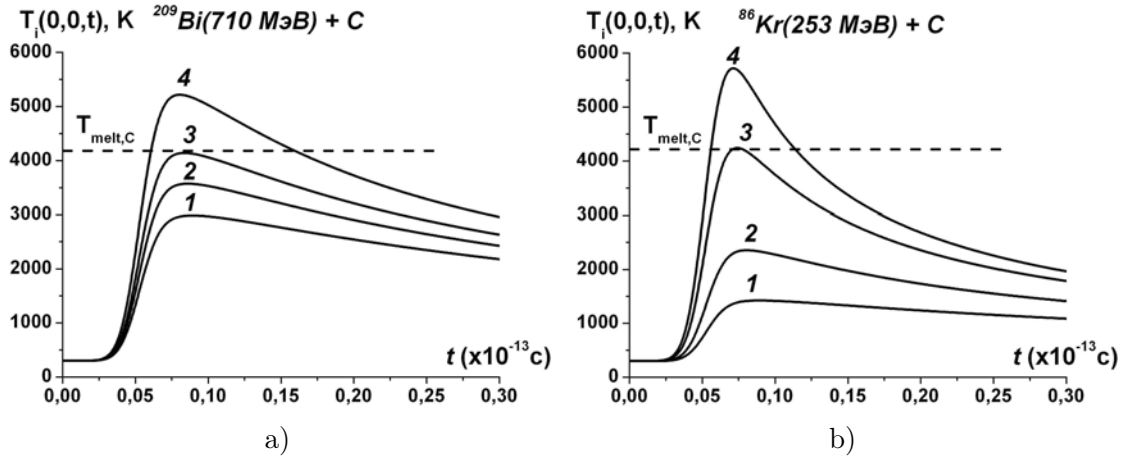 T_i(0,0,t), K ²⁰⁹Bi(710 МэВ) + C
6000
5000
4000
3000
2000
1000
0
T_melt,C
4
3
2
1
t (x10⁻¹³c)
0,00 0,05 0,10 0,15 0,20 0,25 0,30
a)
T_i(0,0,t), K ⁸⁶Kr(253 МэВ) + C
6000
5000
4000
3000
2000
1000
0
T_melt,C
4
3
2
1
t (x10⁻¹³c)
0,00 0,05 0,10 0,15 0,20 0,25 0,30
b)